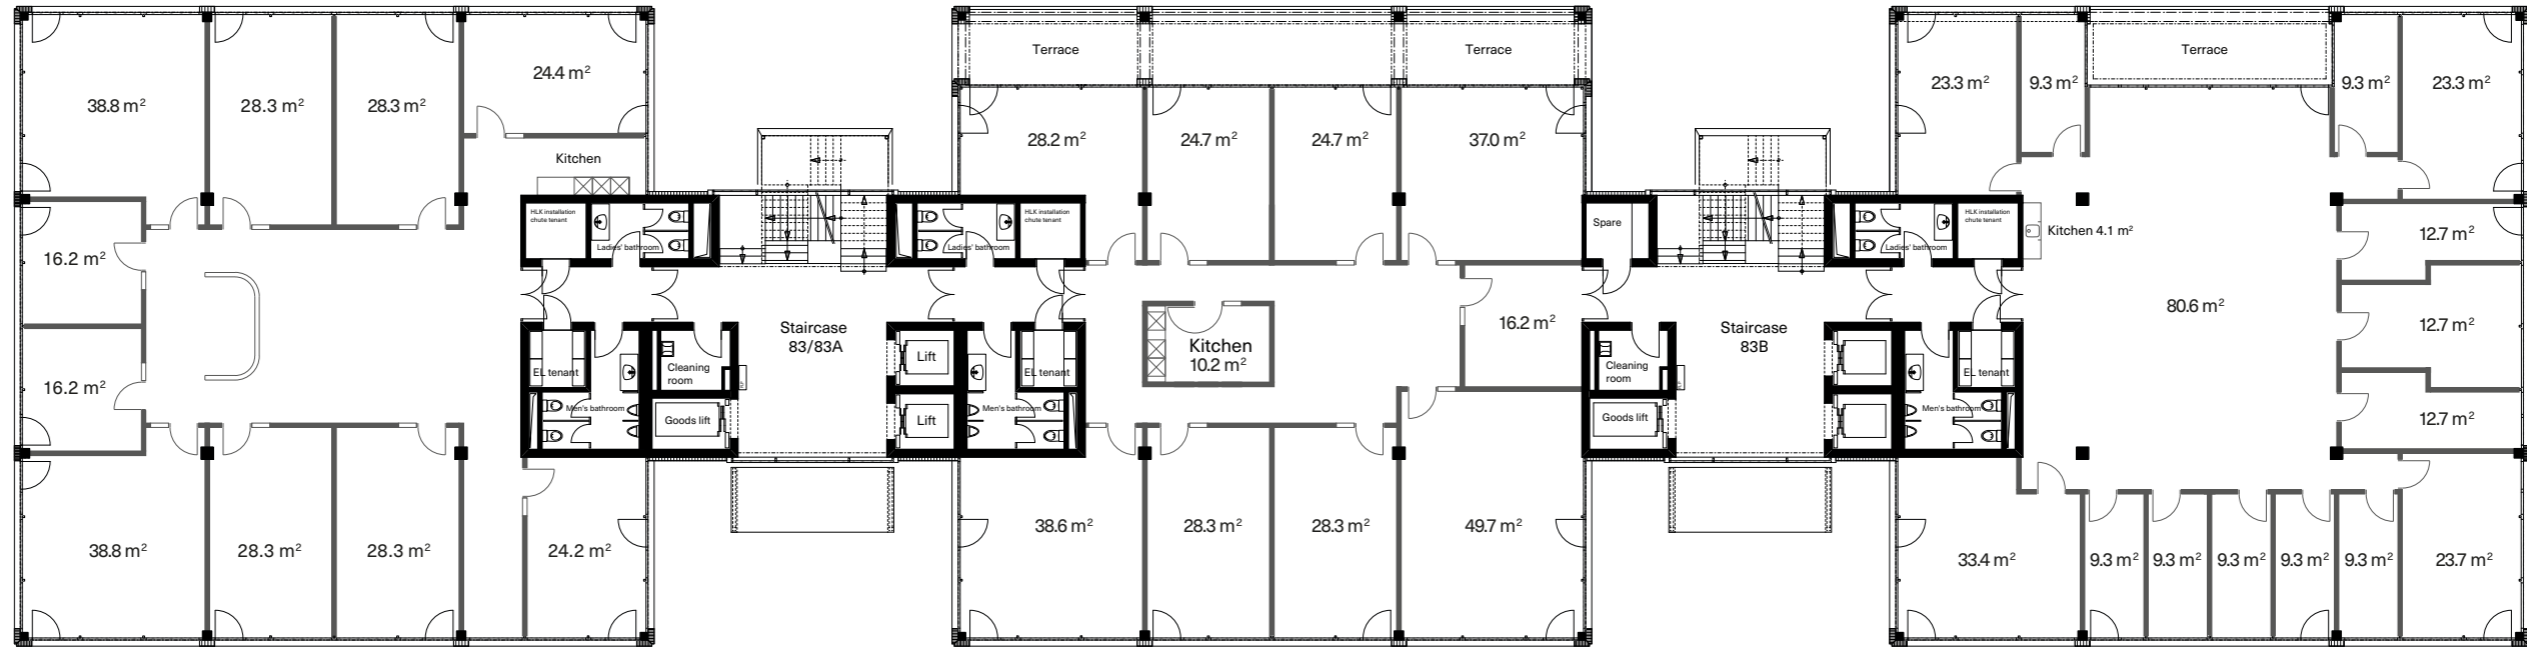 Terrace
Terrace
Terrace
24.4 m²
38.8 m²
28.3 m²
28.3 m²
23.3 m²
9.3 m²
9.3 m²
23.3 m²
28.2 m²
24.7 m²
24.7 m²
37.0 m²
Kitchen
HLK installation
chute tenant
Ladies' bathroom
Ladies' bathroom
HLK installation
chute tenant
Spare
Ladies' bathroom
HLK installation
chute tenant
Kitchen 4.1 m²
12.7 m²
16.2 m²
80.6 m²
Staircase
83/83A
16.2 m²
Staircase
83B
12.7 m²
Kitchen
10.2 m²
Lift
EL tenant
Cleaning
room
EL tenant
Cleaning
room
EL tenant
16.2 m²
Men's bathroom
Goods lift
Lift
Men's bathroom
Goods lift
Men's bathroom
12.7 m²
38.8 m²
28.3 m²
28.3 m²
24.2 m²
38.6 m²
28.3 m²
28.3 m²
49.7 m²
33.4 m²
9.3 m²
9.3 m²
9.3 m²
9.3 m²
9.3 m²
23.7 m²